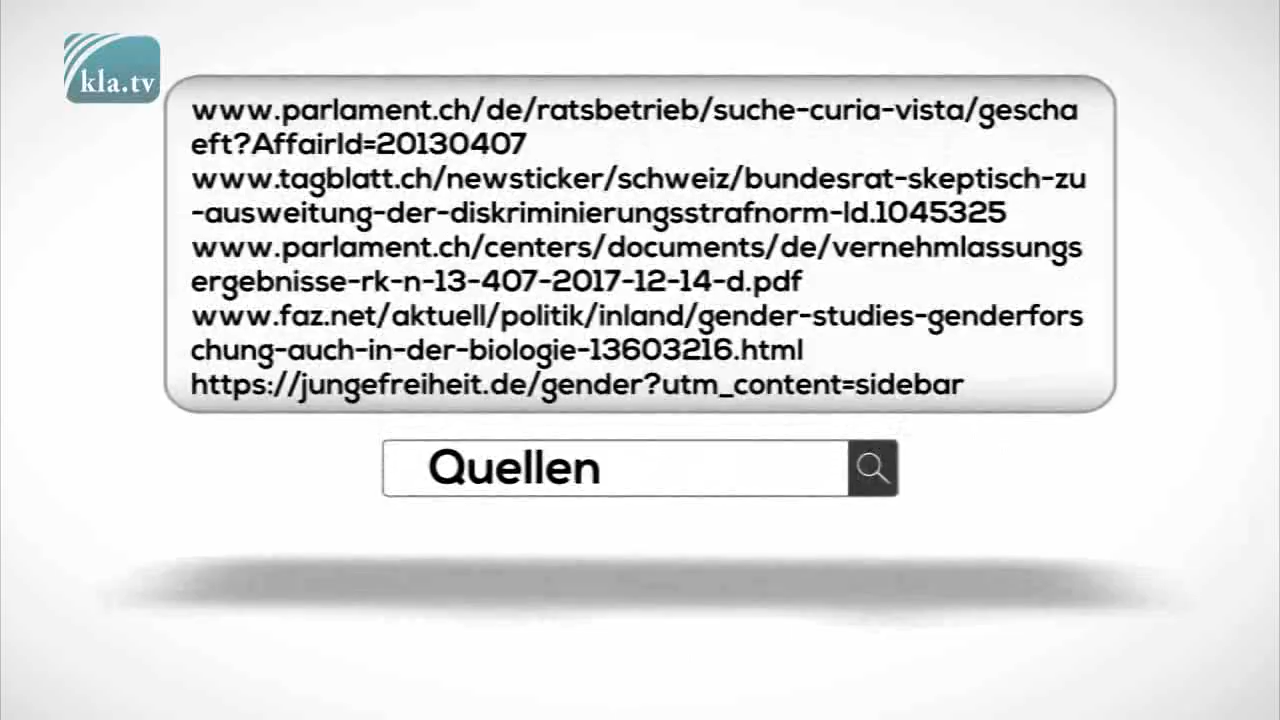 kla.tv
www.parlament.ch/de/ratsbetrieb/suche-curia-vista/gescha
eft?AffairId=20130407
www.tagblatt.ch/newsticker/schweiz/bundesrat-skeptisch-zu
-ausweitung-der-diskriminierungsstrafnorm-ld.1045325
www.parlament.ch/centers/documents/de/vernehmlassungs
ergebnisse-rk-n-13-407-2017-12-14-d.pdf
www.faz.net/aktuell/politik/inland/gender-studies-genderfors
chung-auch-in-der-biologie-13603216.html
https://jungefreiheit.de/gender?utm_content=sidebar
Quellen